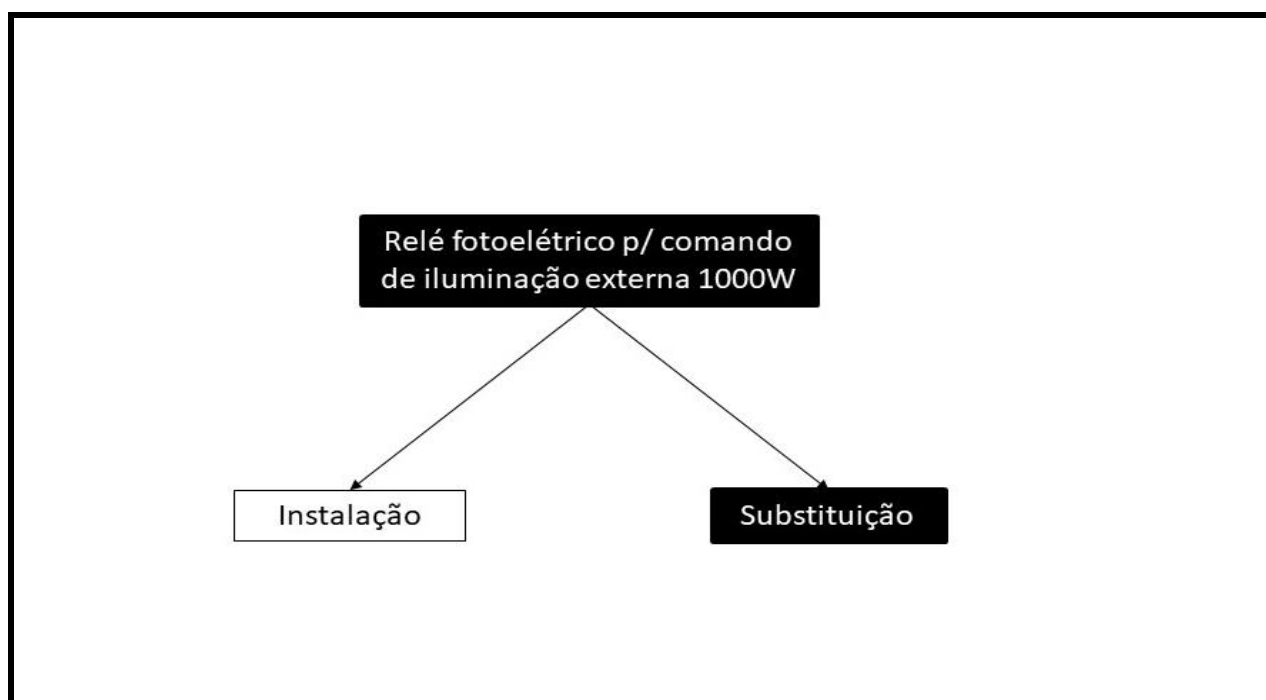 Relé fotoelétrico p/ comando
de iluminação externa 1000W
Instalação
Substituição